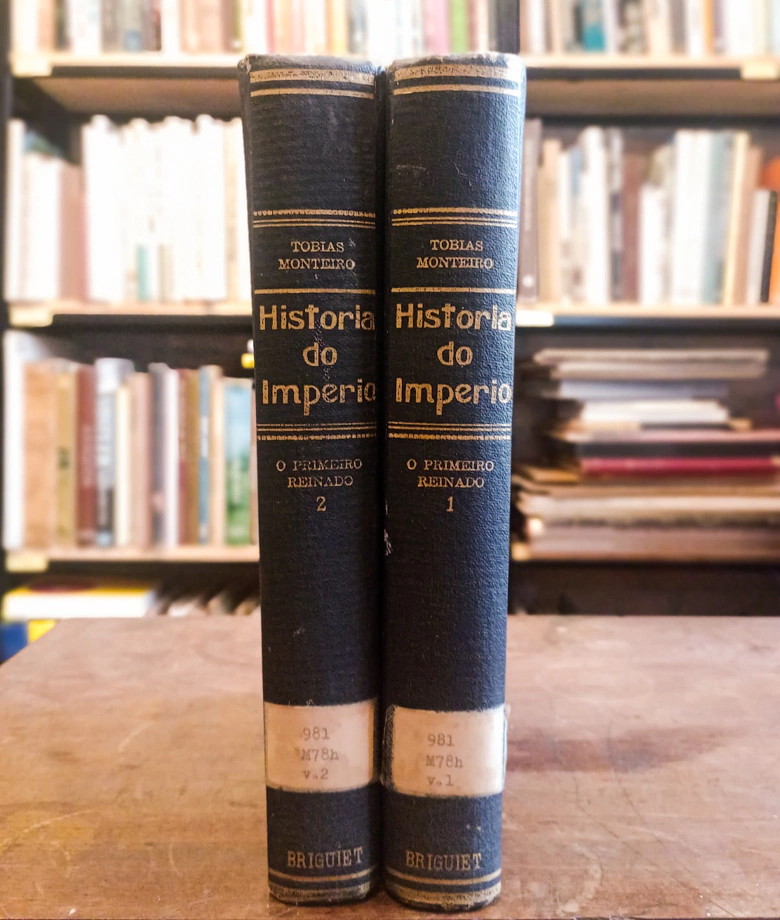 TOBIAS
MONTEIRO
Historia
do
Imperio
O PRIMEIRO
REINADO
2
981
M78h
v.2
BRIGUIET
TOBIAS
MONTEIRO
Historia
do
Imperio
O PRIMEIRO
REINADO
1
981
M78h
v.1
BRIGUIET